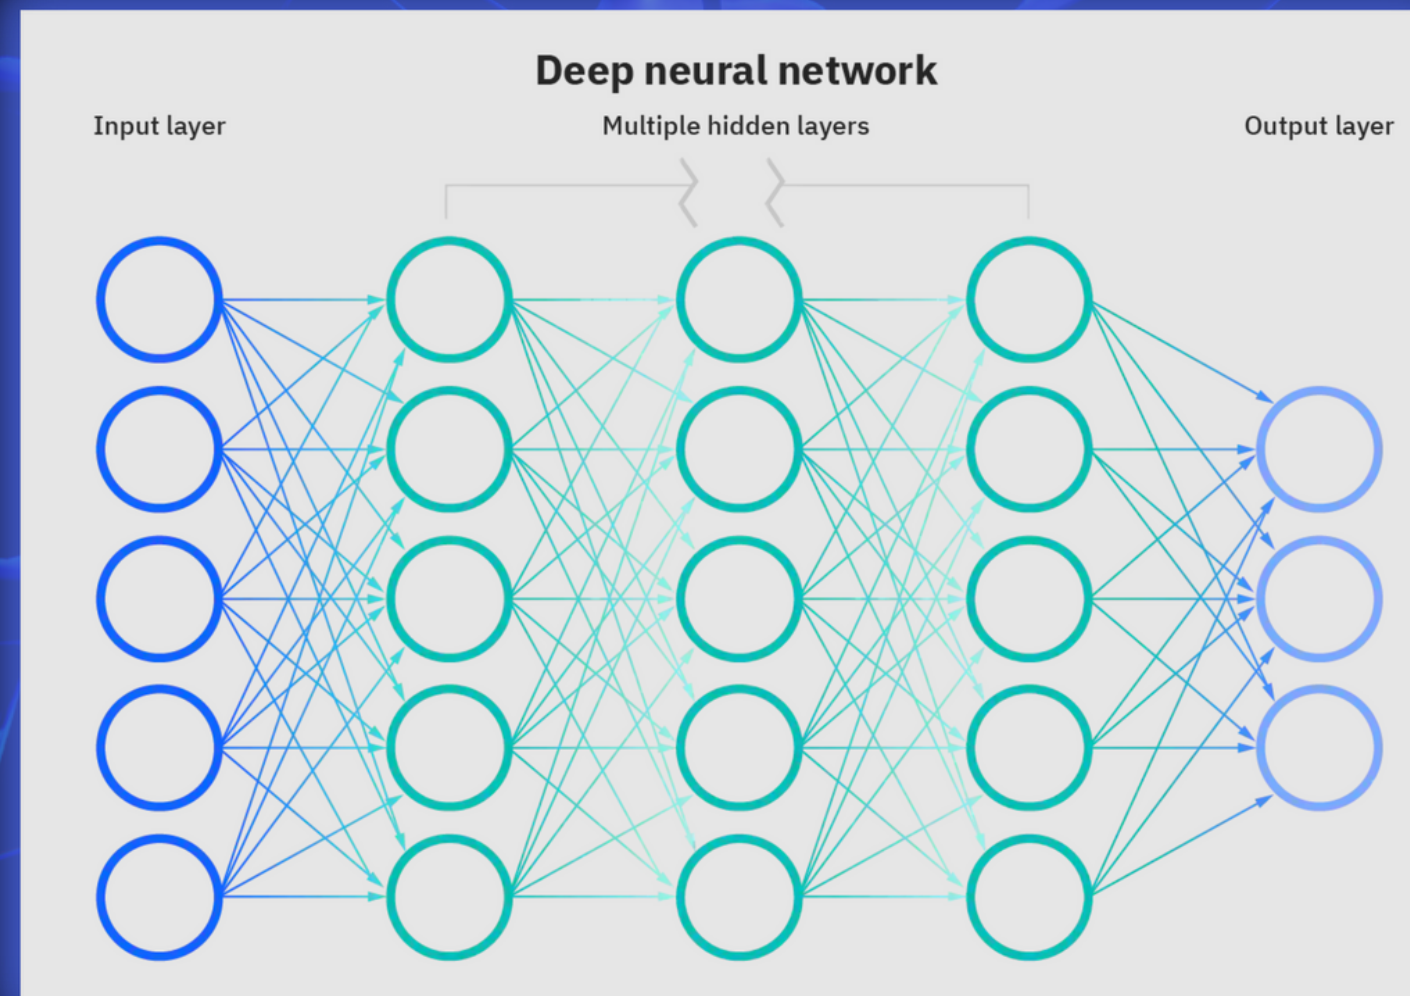 Deep neural network
Input layer
Multiple hidden layers
Output layer